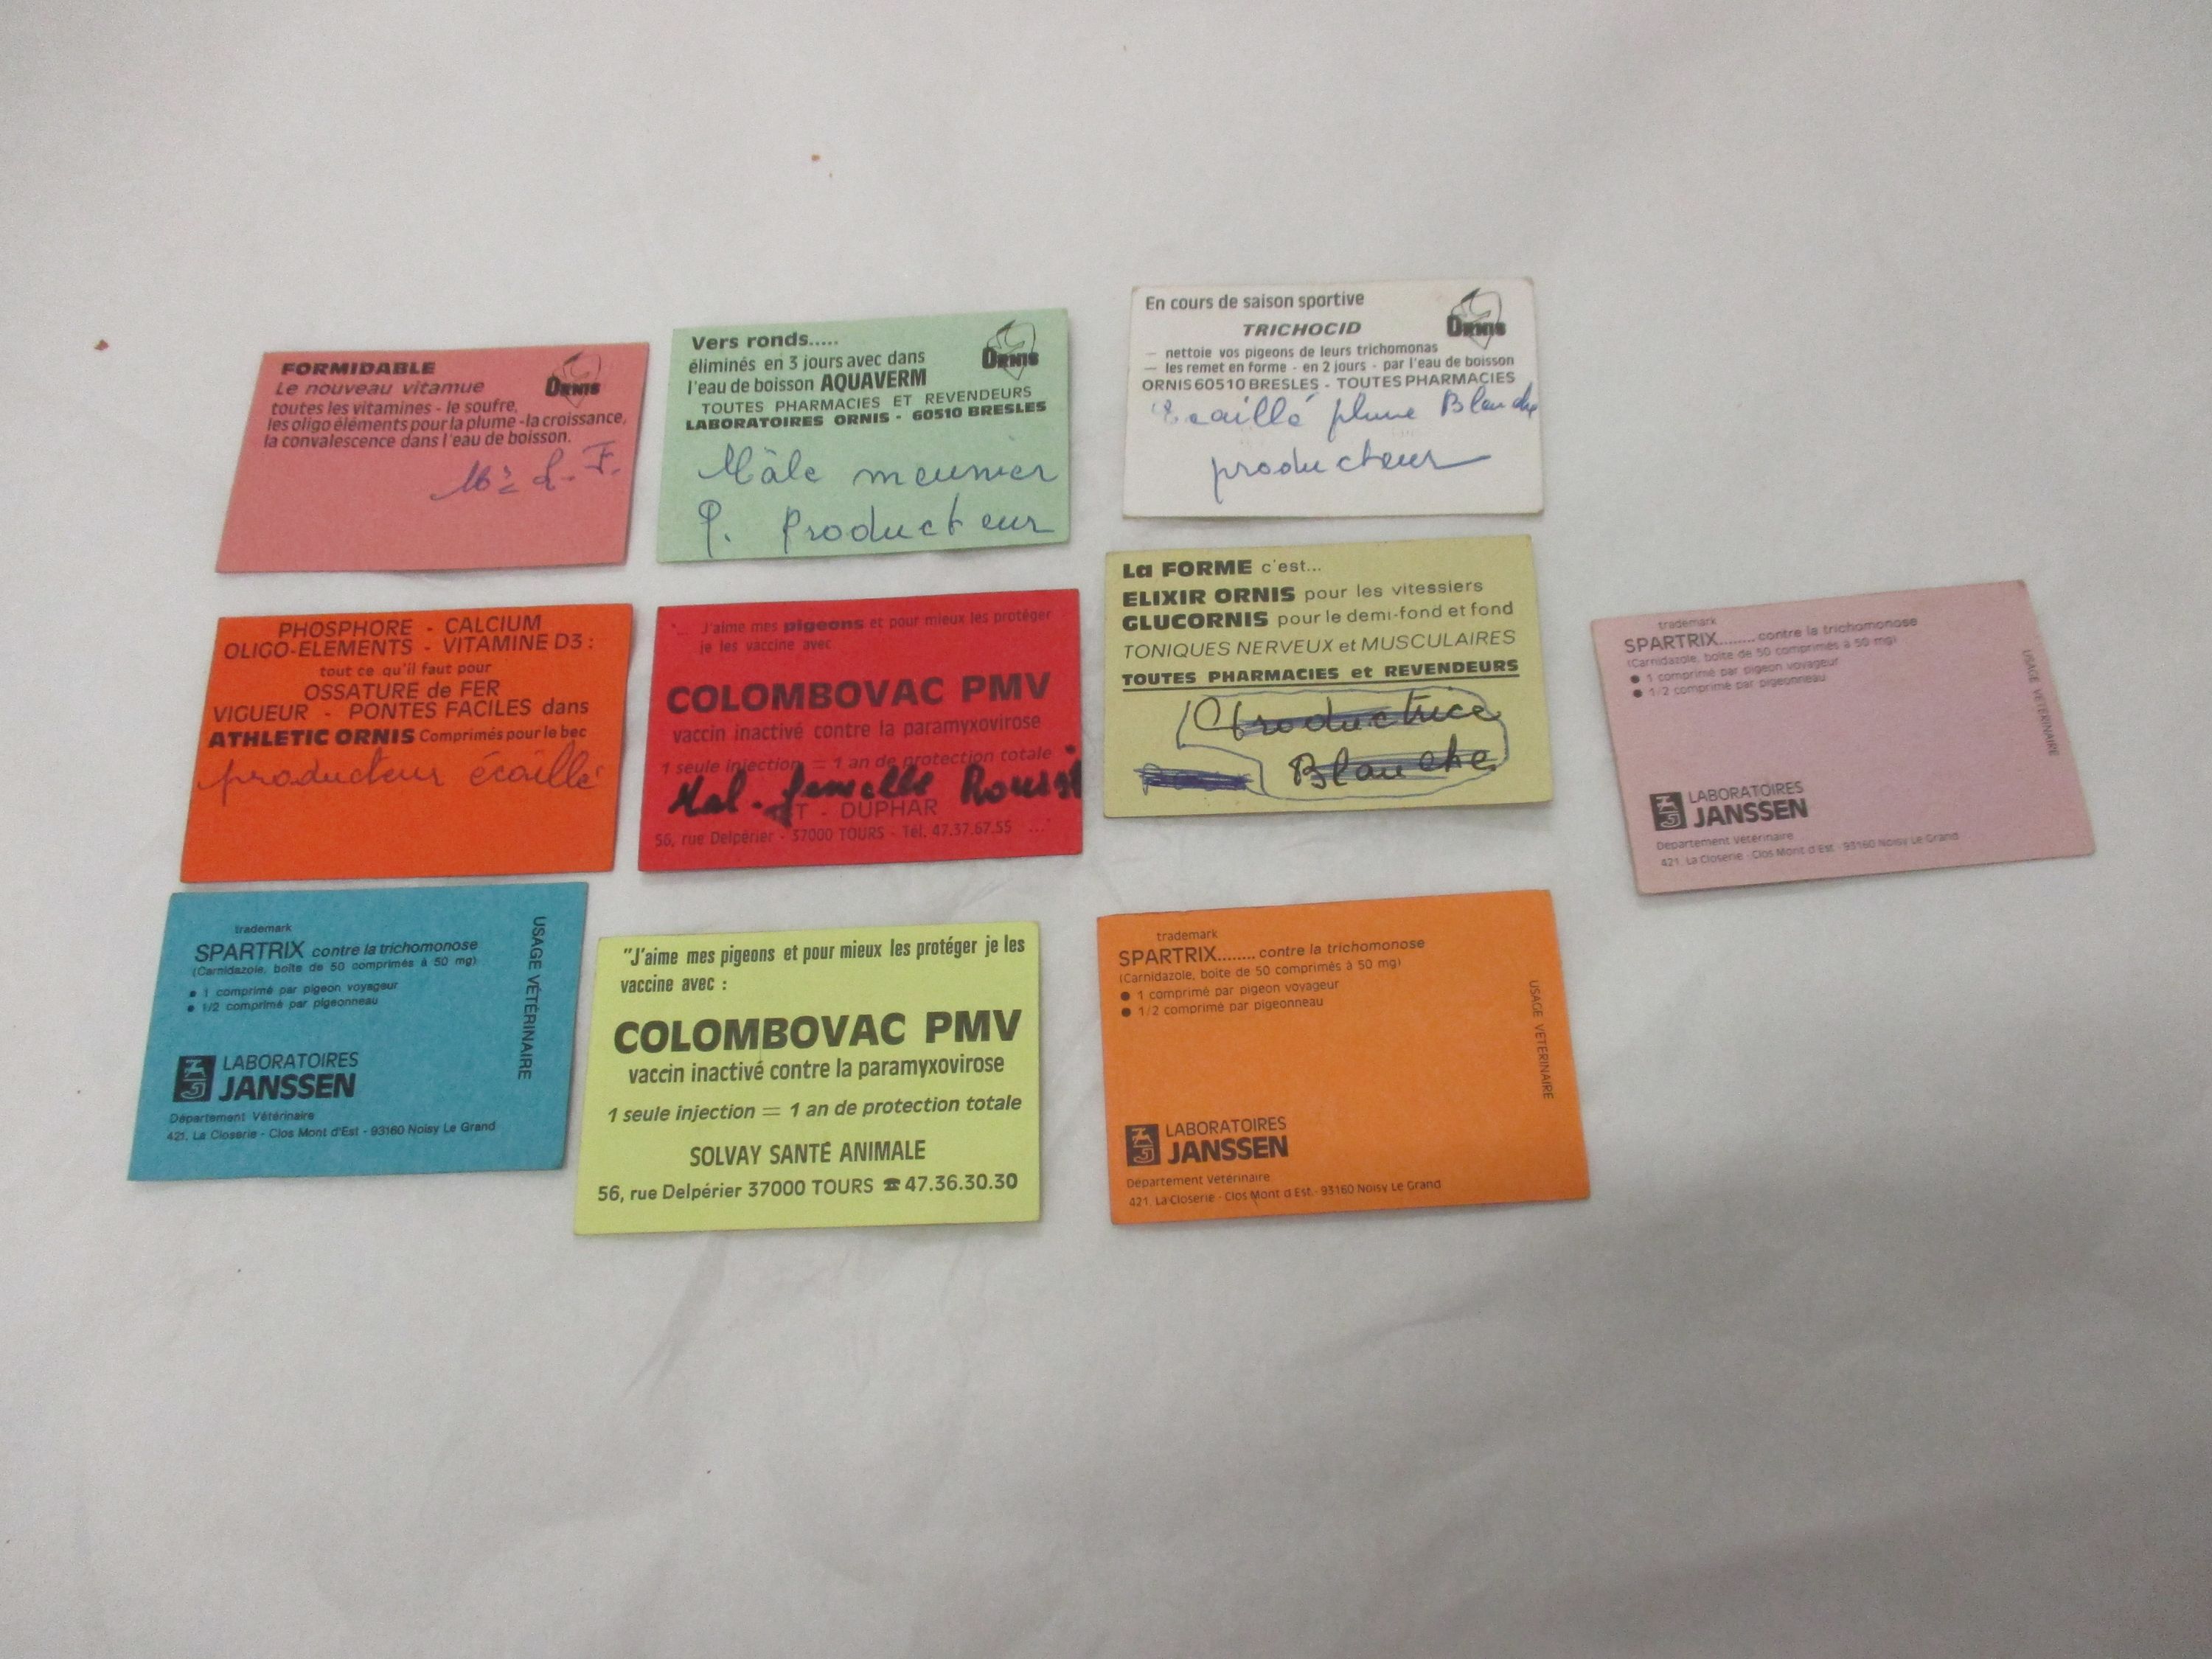 FORMIDABLE
Le nouveau vitamue
ORNIS
toutes les vitamines - le soufre,
les oligo éléments pour la plume - la croissance,
la convalescence dans l'eau de boisson.
Vers ronds.....
éliminés en 3 jours avec dans
l'eau de boisson AQUAVERM
ORNIS
TOUTES PHARMACIES ET REVENDEURS
LABORATOIRES ORNIS - 60510 BRESLES
Mâle meunier
P. Producteur
En cours de saison sportive
TRICHOCID
ORNIS
— nettoie vos pigeons de leurs trichomonas
— les remet en forme - en 2 jours - par l'eau de boisson
ORNIS 60510 BRESLES - TOUTES PHARMACIES
Ecaillé plume Blanche
producteur
PHOSPHORE - CALCIUM
OLIGO-ELEMENTS - VITAMINE D3 :
tout ce qu'il faut pour
OSSATURE de FER
VIGUEUR - PONTES FACILES dans
ATHLETIC ORNIS Comprimés pour le bec
producteur écaillé
"... J'aime mes pigeons et pour mieux les protéger
je les vaccine avec
COLOMBOVAC PMV
vaccin inactivé contre la paramyxovirose
1 seule injection = 1 an de protection totale
femelle
DUPHAR
56, rue Delpérier - 37000 TOURS - Tél. 47.37.67.55 ..."
La FORME c'est...
ELIXIR ORNIS pour les vitessiers
GLUCORNIS pour le demi-fond et fond
TONIQUES NERVEUX et MUSCULAIRES
TOUTES PHARMACIES et REVENDEURS
Productrice
Blanche
trademark
SPARTRIX........ contre la trichomonose
(Carnidazole, boîte de 50 comprimés à 50 mg)
● 1 comprimé par pigeon voyageur
● 1/2 comprimé par pigeonneau
USAGE VETERINAIRE
LABORATOIRES
JANSSEN
Département Vétérinaire
421, La Closerie - Clos Mont d'Est - 93160 Noisy Le Grand
trademark
SPARTRIX contre la trichomonose
(Carnidazole, boîte de 50 comprimés à 50 mg)
● 1 comprimé par pigeon voyageur
● 1/2 comprimé par pigeonneau
USAGE VÉTÉRINAIRE
LABORATOIRES
JANSSEN
Département Vétérinaire
421, La Closerie - Clos Mont d'Est - 93160 Noisy Le Grand
"J'aime mes pigeons et pour mieux les protéger je les
vaccine avec :
COLOMBOVAC PMV
vaccin inactivé contre la paramyxovirose
1 seule injection = 1 an de protection totale
SOLVAY SANTÉ ANIMALE
56, rue Delpérier 37000 TOURS ☎ 47.36.30.30
trademark
SPARTRIX........ contre la trichomonose
(Carnidazole, boîte de 50 comprimés à 50 mg)
● 1 comprimé par pigeon voyageur
● 1/2 comprimé par pigeonneau
USAGE VETERINAIRE
LABORATOIRES
JANSSEN
Département Vétérinaire
421, La Closerie - Clos Mont d'Est - 93160 Noisy Le Grand